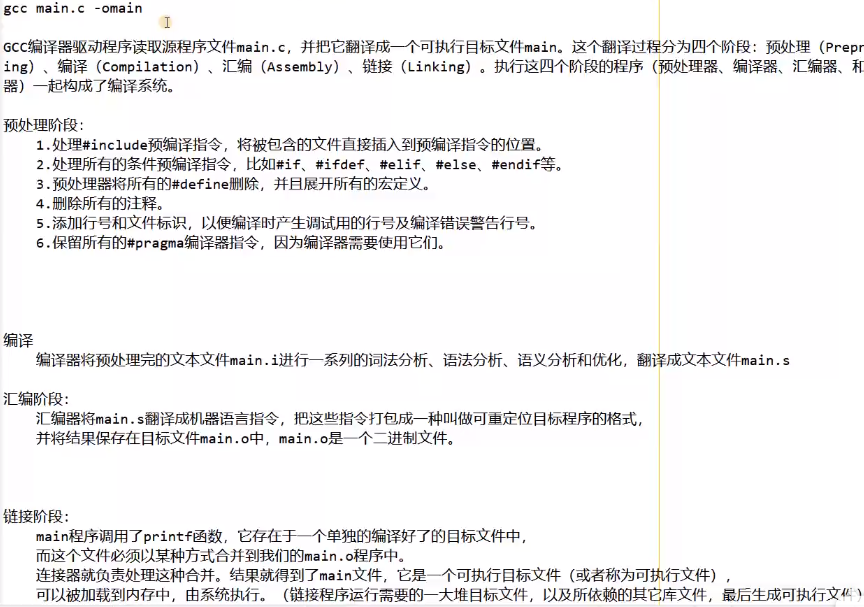 gcc main.c -omain
GCC编译器驱动程序读取源程序文件main.c，并把它翻译成一个可执行目标文件main。这个翻译过程分为四个阶段：预处理（Prepr
ing）、编译（Compilation）、汇编（Assembly）、链接（Linking）。执行这四个阶段的程序（预处理器、编译器、汇编器、和
器）一起构成了编译系统。
预处理阶段：
1.处理#include预编译指令，将被包含的文件直接插入到预编译指令的位置。
2.处理所有的条件预编译指令，比如#if、#ifdef、#elif、#else、#endif等。
3.预处理器将所有的#define删除，并且展开所有的宏定义。
4.删除所有的注释。
5.添加行号和文件标识，以便编译时产生调试用的行号及编译错误警告行号。
6.保留所有的#pragma编译器指令，因为编译器需要使用它们。
编译
编译器将预处理完的文本文件main.i进行一系列的词法分析、语法分析、语义分析和优化，翻译成文本文件main.s
汇编阶段：
汇编器将main.s翻译成机器语言指令，把这些指令打包成一种叫做可重定位目标程序的格式，
并将结果保存在目标文件main.o中，main.o是一个二进制文件。
链接阶段：
main程序调用了printf函数，它存在于一个单独的编译好了的目标文件中，
而这个文件必须以某种方式合并到我们的main.o程序中。
连接器就负责处理这种合并。结果就得到了main文件，它是一个可执行目标文件（或者称为可执行文件），
可以被加载到内存中，由系统执行。（链接程序运行需要的一大堆目标文件，以及所依赖的其它库文件，最后生成可执行文件）